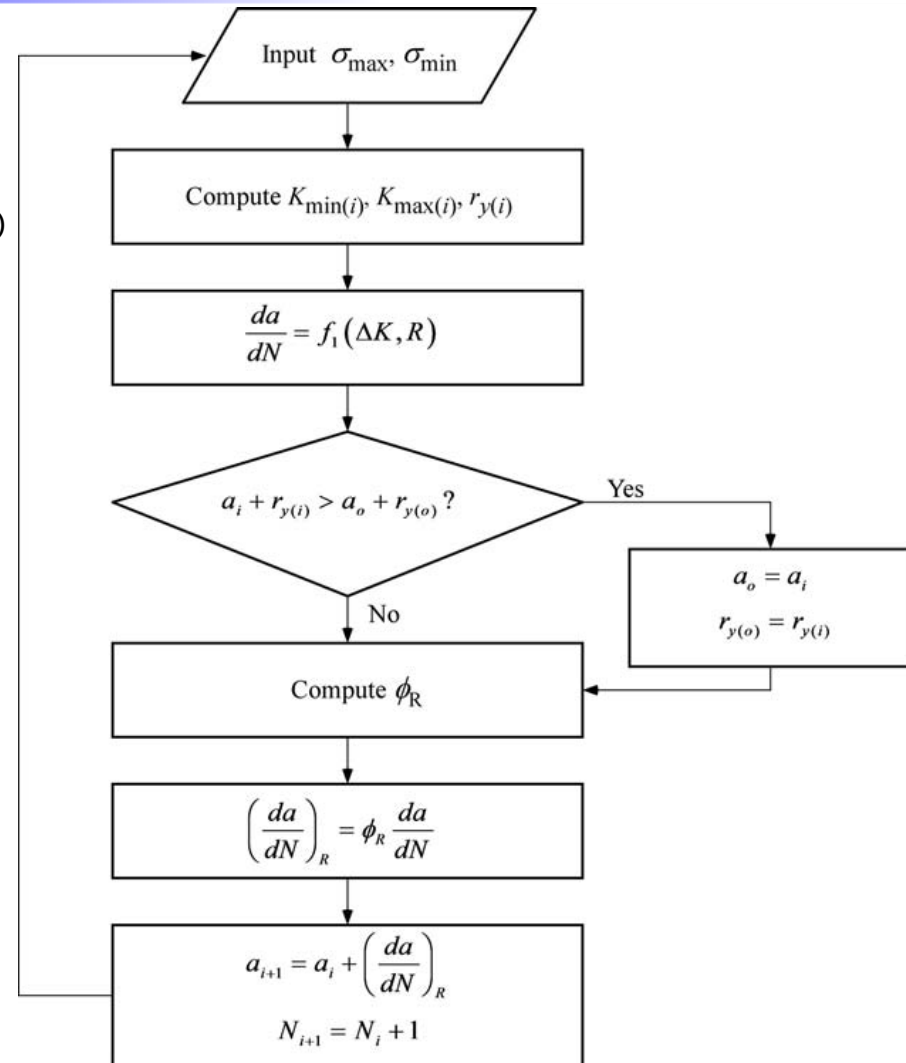 Input σmax, σmin
)
Compute Kmin(i), Kmax(i), ry(i)
da/dN = f1(ΔK, R)
ai + ry(i) > ao + ry(o) ?
Yes
ao = ai
ry(o) = ry(i)
No
Compute ϕR
(da/dN)R = ϕR da/dN
ai+1 = ai + (da/dN)R
Ni+1 = Ni + 1